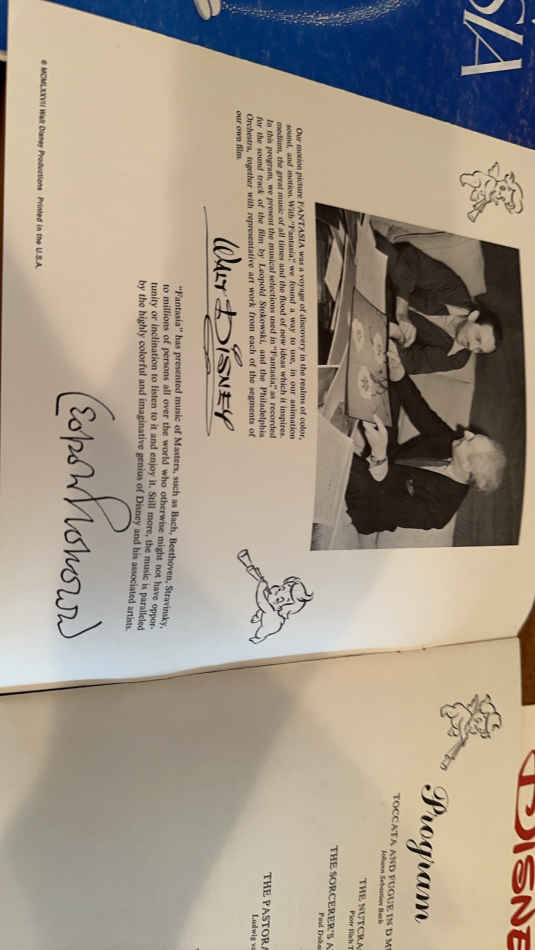 SIA
Our motion picture FANTASIA was a voyage of discovery in the realms of color,
sound, and motion. With "Fantasia," we found a way to use, in our animation
medium, the great music of all times and the flood of new ideas which it inspires.
In this program, we present the musical selections used in "Fantasia," as recorded
for the sound track of the film by Leopold Stokowski, and the Philadelphia
Orchestra, together with representative art work from each of the segments of
our own film.
WALT DISNEY
"Fantasia" has presented music of Masters, such as Bach, Beethoven, Stravinsky,
to millions of persons all over the world who otherwise might not have oppor-
tunity or inclination to listen to it and enjoy it. Still more, the music is paralleled
by the highly colorful and imaginative genius of Disney and his associated artists.
Leopold Stokowski
© MCMLXXVII Walt Disney Productions Printed in the U.S.A.
DISNE
Program
TOCCATA AND FUGUE IN D M
Johann Sebastian Bach
THE NUTCRA
Peter Ilich T
THE SORCERER'S A
Paul Dukas
THE PASTORA
Ludwig v